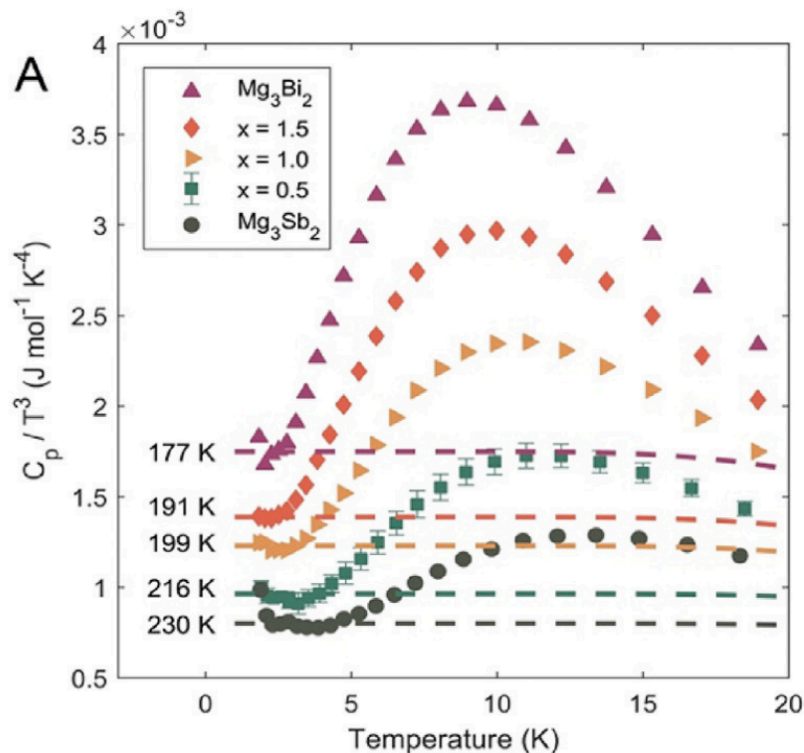 ×10⁻³
A
4
3.5
3
2.5
2
1.5
1
0.5
Cₚ / T³ (J mol⁻¹ K⁻⁴)
Mg₃Bi₂
x = 1.5
x = 1.0
x = 0.5
Mg₃Sb₂
177 K
191 K
199 K
216 K
230 K
0 5 10 15 20
Temperature (K)